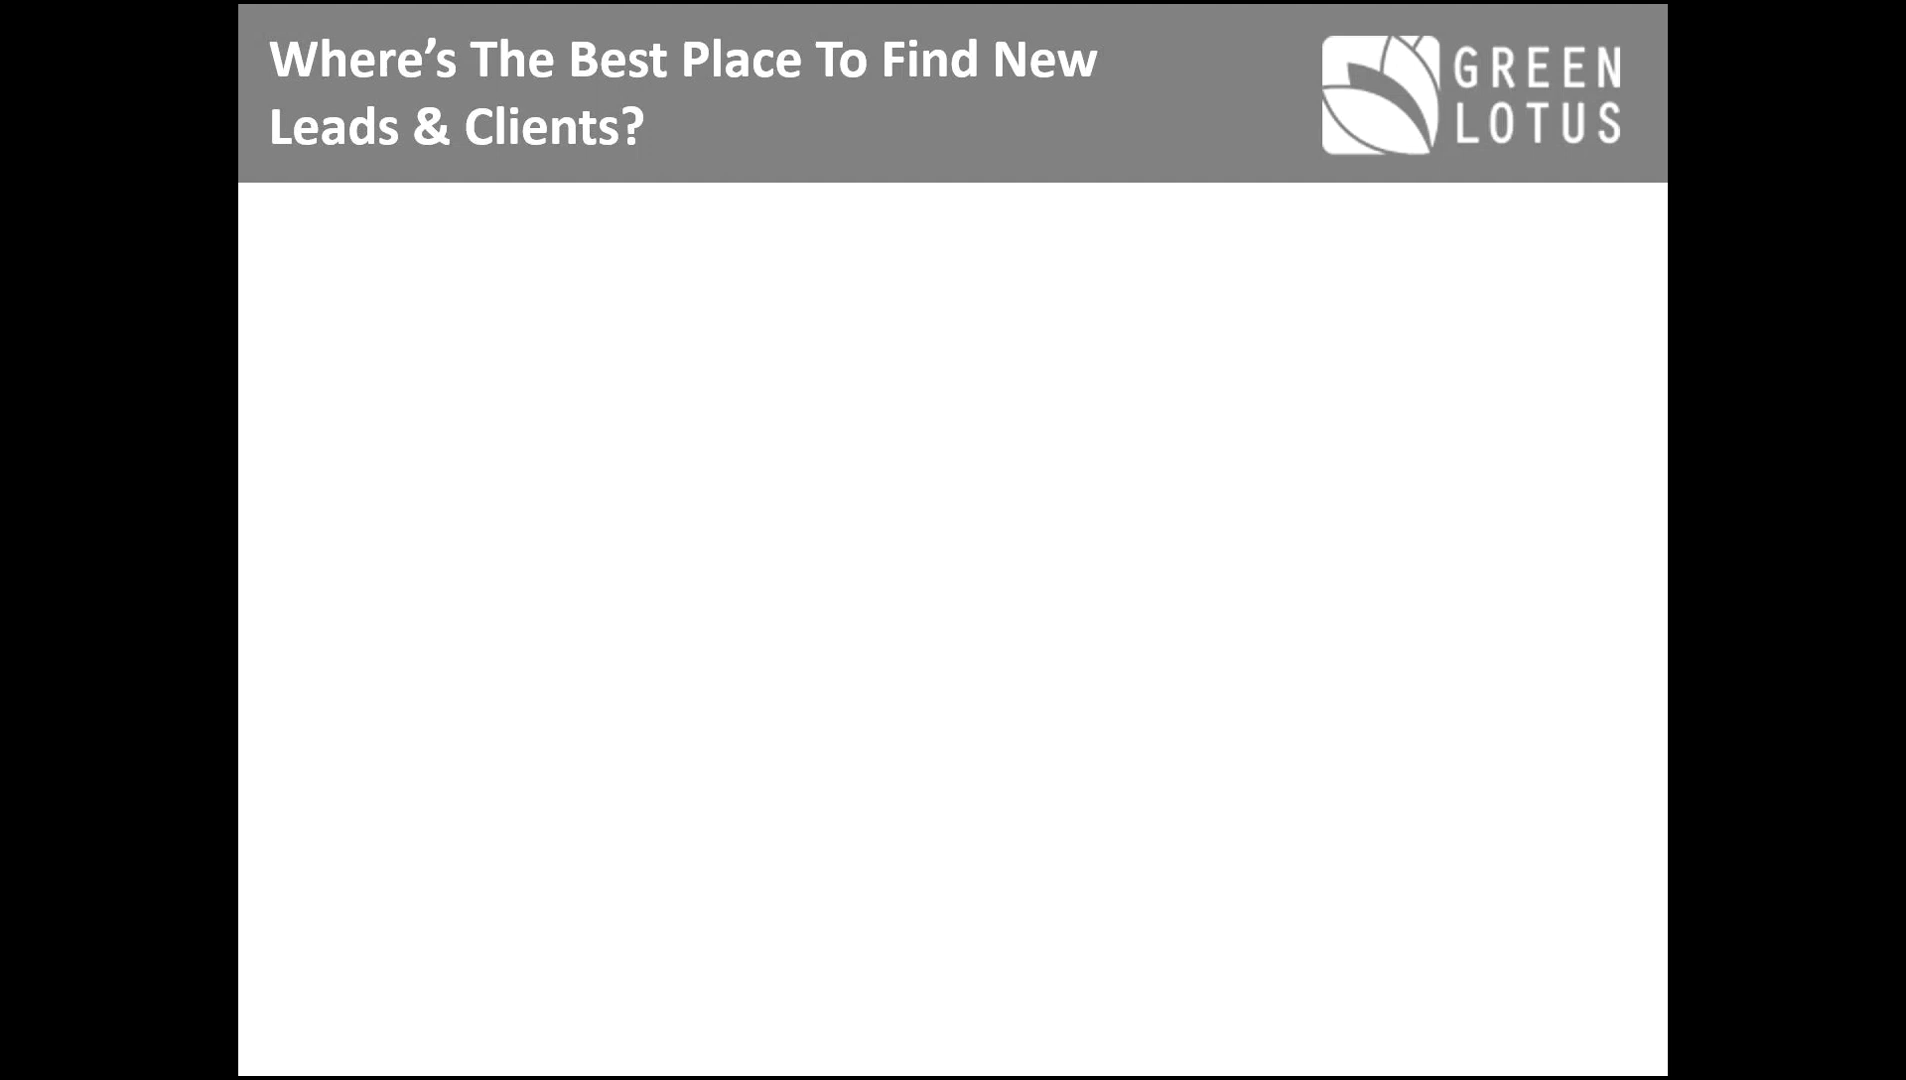 Where’s The Best Place To Find New
Leads & Clients?
GREEN
LOTUS